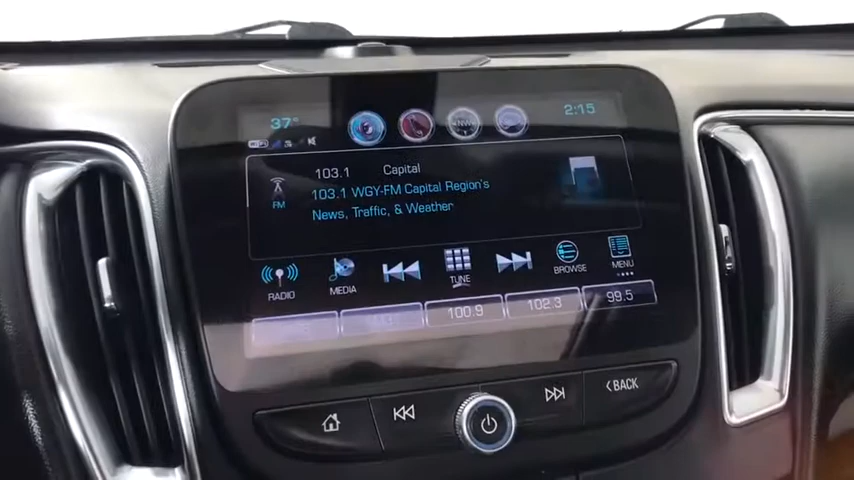 37°
2:15
103.1 Capital
103.1 WGY-FM Capital Region's
News, Traffic, & Weather
FM
RADIO
MEDIA
TUNE
BROWSE
MENU
100.9
102.3
99.5
BACK